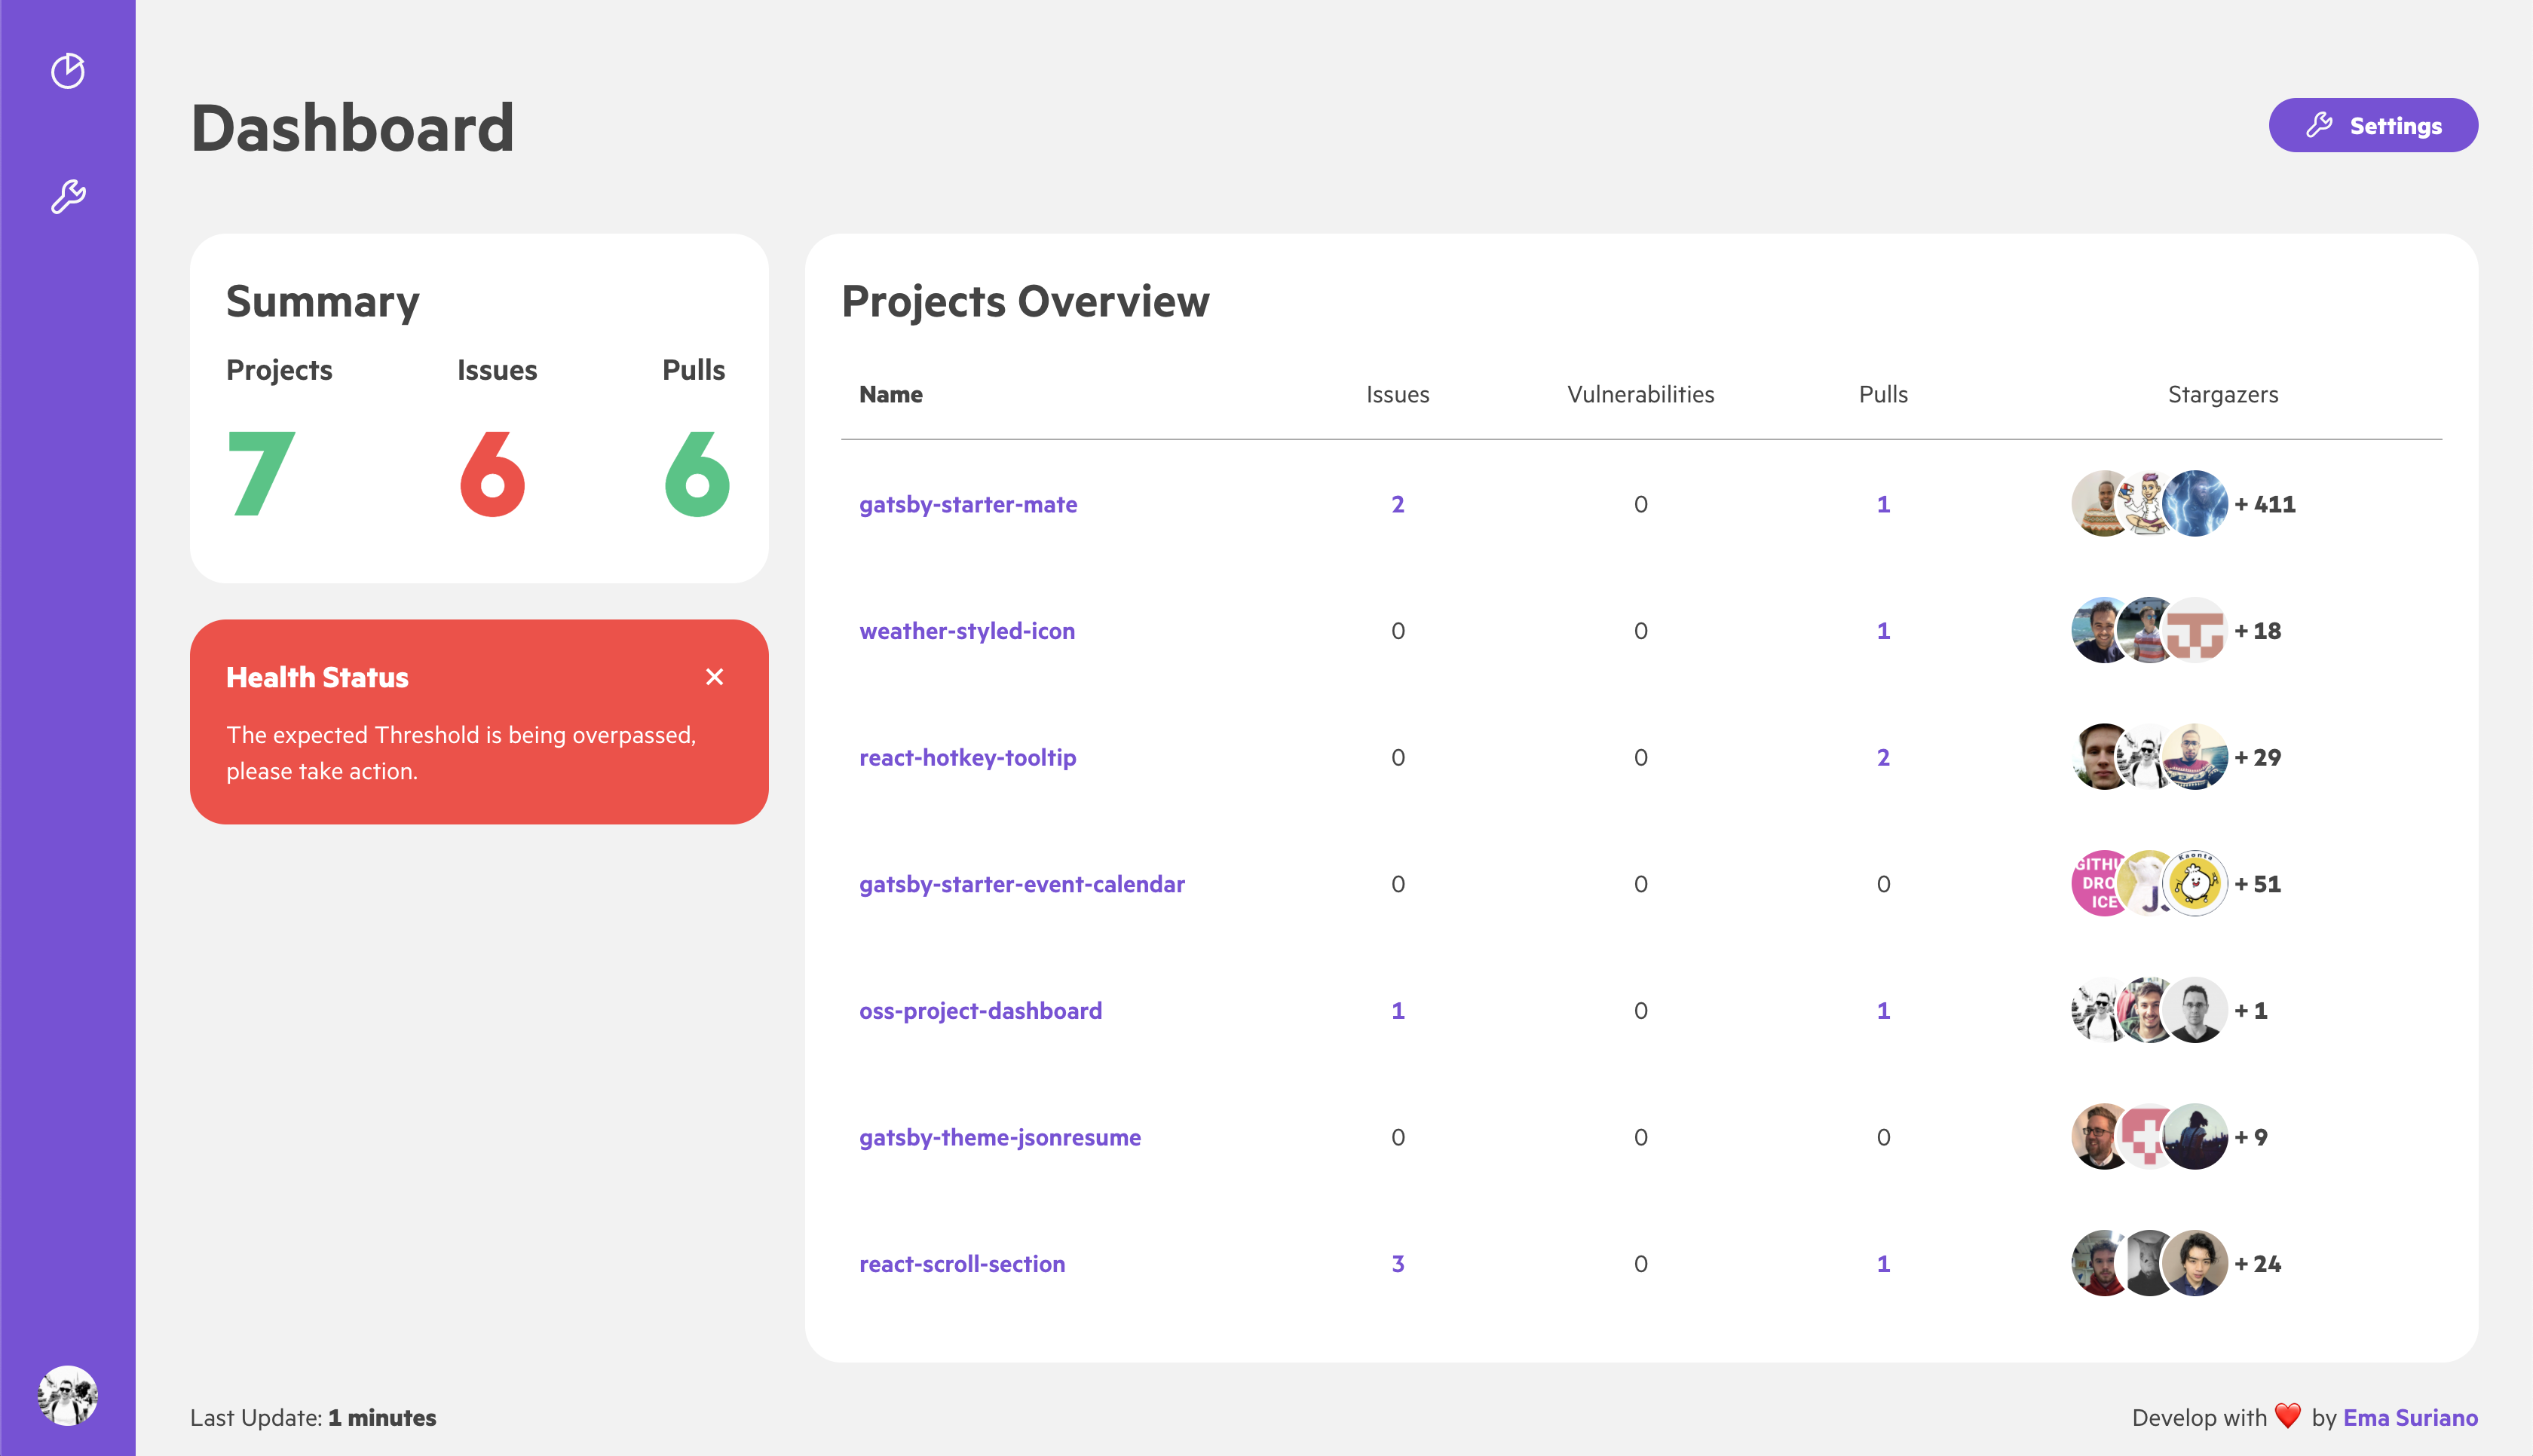 Dashboard
Settings
Summary
Projects Issues Pulls
7 6 6
Health Status
The expected Threshold is being overpassed,
please take action.
Projects Overview
Name Issues Vulnerabilities Pulls Stargazers
gatsby-starter-mate 2 0 1 + 411
weather-styled-icon 0 0 1 + 18
react-hotkey-tooltip 0 0 2 + 29
gatsby-starter-event-calendar 0 0 0 + 51
oss-project-dashboard 1 0 1 + 1
gatsby-theme-jsonresume 0 0 0 + 9
react-scroll-section 3 0 1 + 24
Last Update: 1 minutes
Develop with ❤️ by Ema Suriano